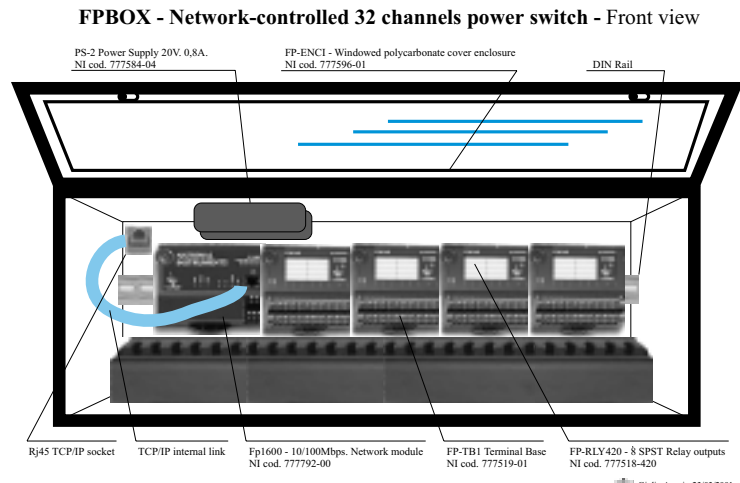 FPBOX - Network-controlled 32 channels power switch - Front view
PS-2 Power Supply 20V. 0,8A.
NI cod. 777584-04
FP-ENCI - Windowed polycarbonate cover enclosure
NI cod. 777596-01
DIN Rail
Rj45 TCP/IP socket
TCP/IP internal link
Fp1600 - 10/100Mbps. Network module
NI cod. 777792-00
FP-TB1 Terminal Base
NI cod. 777519-01
FP-RLY420 - 8 SPST Relay outputs
NI cod. 777518-420